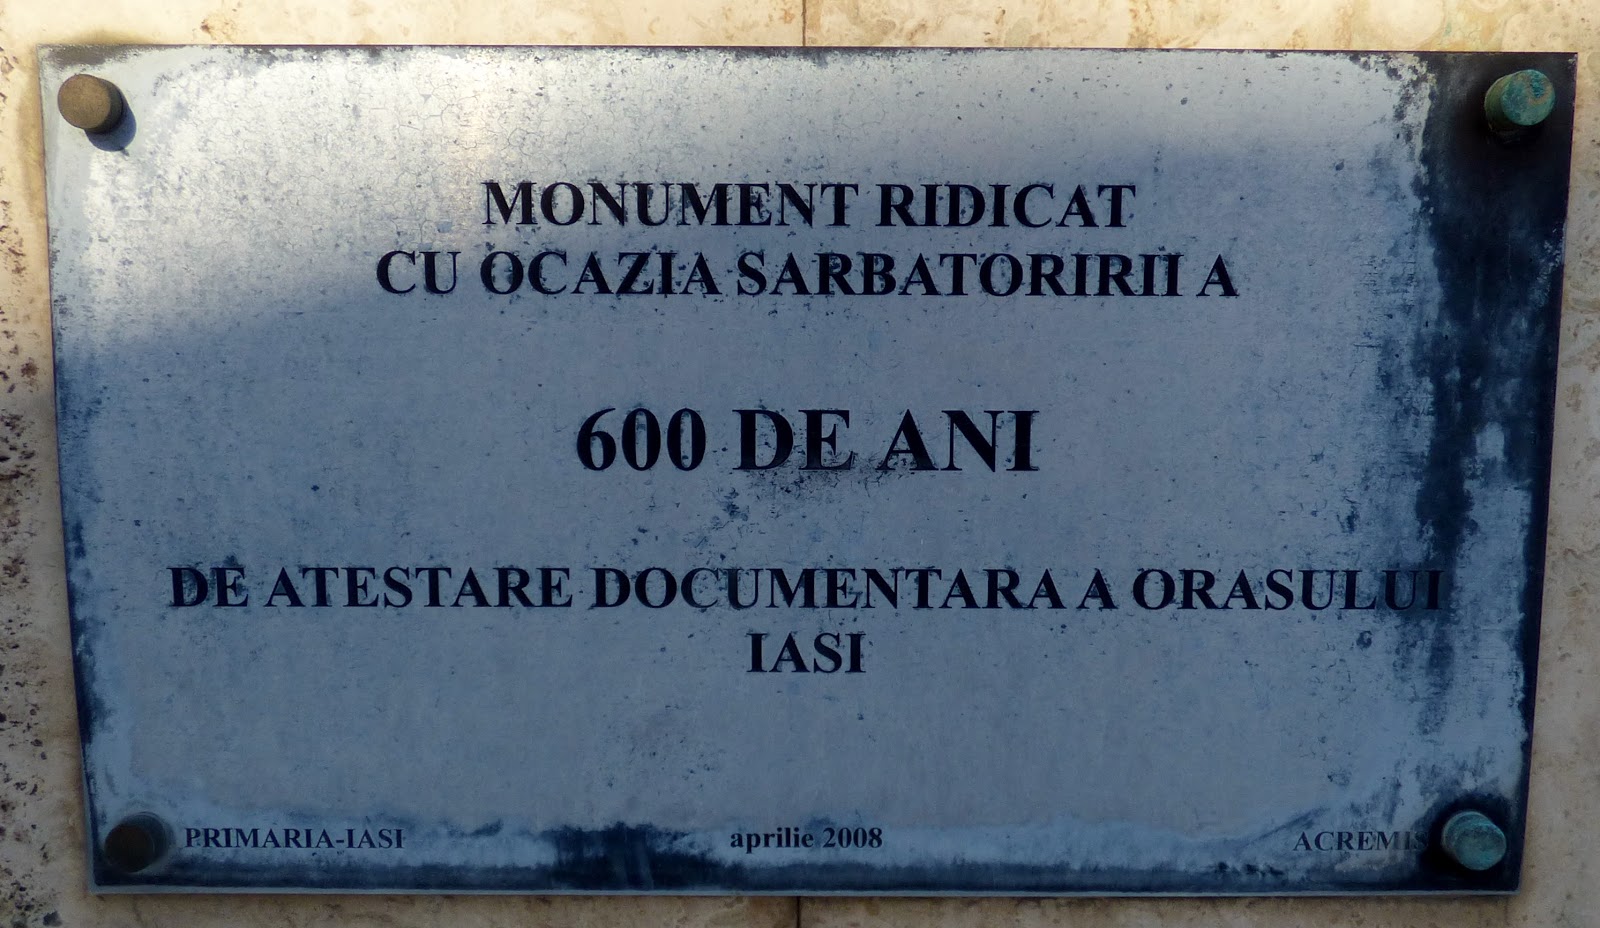 MONUMENT RIDICAT
CU OCAZIA SARBATORIRII A
600 DE ANI
DE ATESTARE DOCUMENTARA A ORASULUI
IASI
PRIMARIA-IASI aprilie 2008 ACREMIS